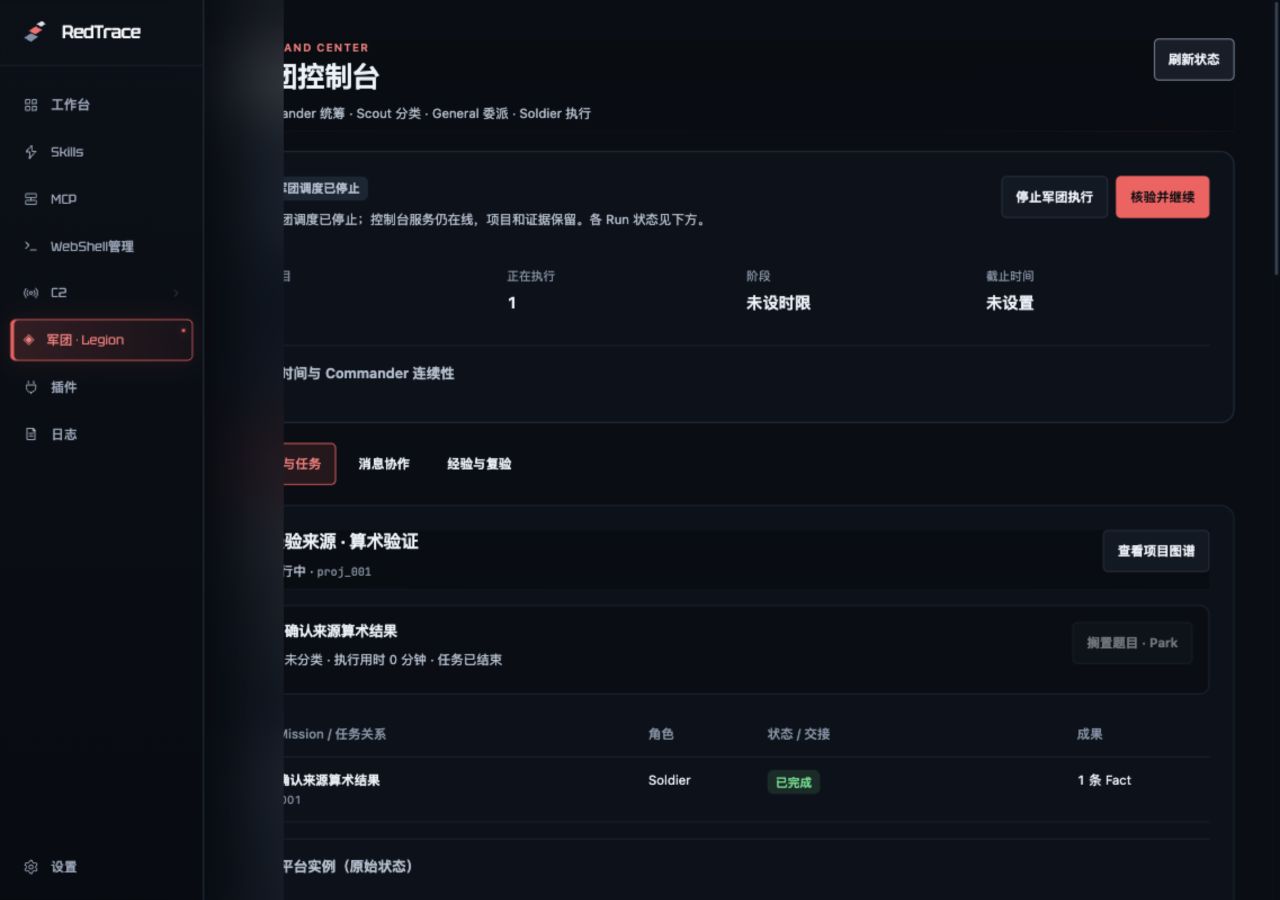 RedTrace
工作台
Skills
MCP
WebShell管理
C2
军团 · Legion
插件
日志
设置
AND CENTER
团控制台
ander 统筹 · Scout 分类 · General 委派 · Soldier 执行
刷新状态
军团调度已停止
团调度已停止；控制台服务仍在线，项目和证据保留。各 Run 状态见下方。
停止军团执行
核验并继续
目
正在执行
1
阶段
未设时限
截止时间
未设置
时间与 Commander 连续性
与任务
消息协作
经验与复验
验来源 · 算术验证
行中 · proj_001
查看项目图谱
确认来源算术结果
未分类 · 执行用时 0 分钟 · 任务已结束
搁置题目 · Park
Mission / 任务关系
角色
状态 / 交接
成果
确认来源算术结果
001
Soldier
已完成
1 条 Fact
平台实例（原始状态）